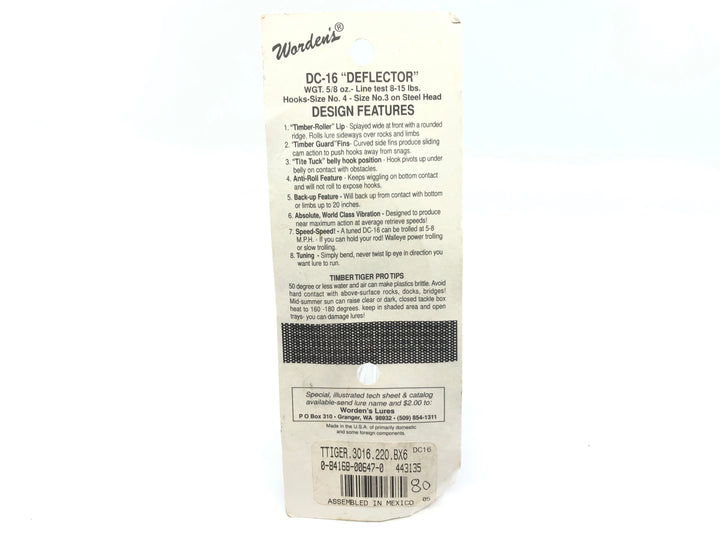 Worden's®
DC-16 "DEFLECTOR"
WGT. 5/8 oz.- Line test 8-15 lbs.
Hooks-Size No. 4 - Size No.3 on Steel Head
DESIGN FEATURES
1. "Timber-Roller" Lip - Splayed wide at front with a rounded
ridge. Rolls lure sideways over rocks and limbs
2. "Timber Guard"Fins- Curved side fins produce sliding
cam action to push hooks away from snags.
3. "Tite Tuck" belly hook position - Hook pivots up under
belly on contact with obstacles.
4. Anti-Roll Feature - Keeps wiggling on bottom contact
and will not roll to expose hooks.
5. Back-up Feature - Will back up from contact with bottom
or limbs up to 20 inches.
6. Absolute, World Class Vibration - Designed to produce
near maximum action at average retrieve speeds!
7. Speed-Speed! - A tuned DC-16 can be trolled at 5-8
M.P.H. - If you can hold your rod! Walleye power trolling
or slow trolling.
8. Tuning - Simply bend, never twist lip eye in direction you
want lure to run.
TIMBER TIGER PRO TIPS
50 degree or less water and air can make plastics brittle. Avoid
hard contact with above-surface rocks, docks, bridges!
Mid-summer sun can raise clear or dark, closed tackle box
heat to 160 -180 degrees. keep in shaded area and open
trays- you can damage lures!
Special, illustrated tech sheet & catalog
available-send lure name and $2.00 to:
Worden's Lures
P O Box 310 - Granger, WA 98932 - (509) 854-1311
Made in the U.S.A. of primarily domestic
and some foreign components.
TTIGER.3016.220.BX6 DC16
0-84168-00647-0 443135
80
ASSEMBLED IN MEXICO 05